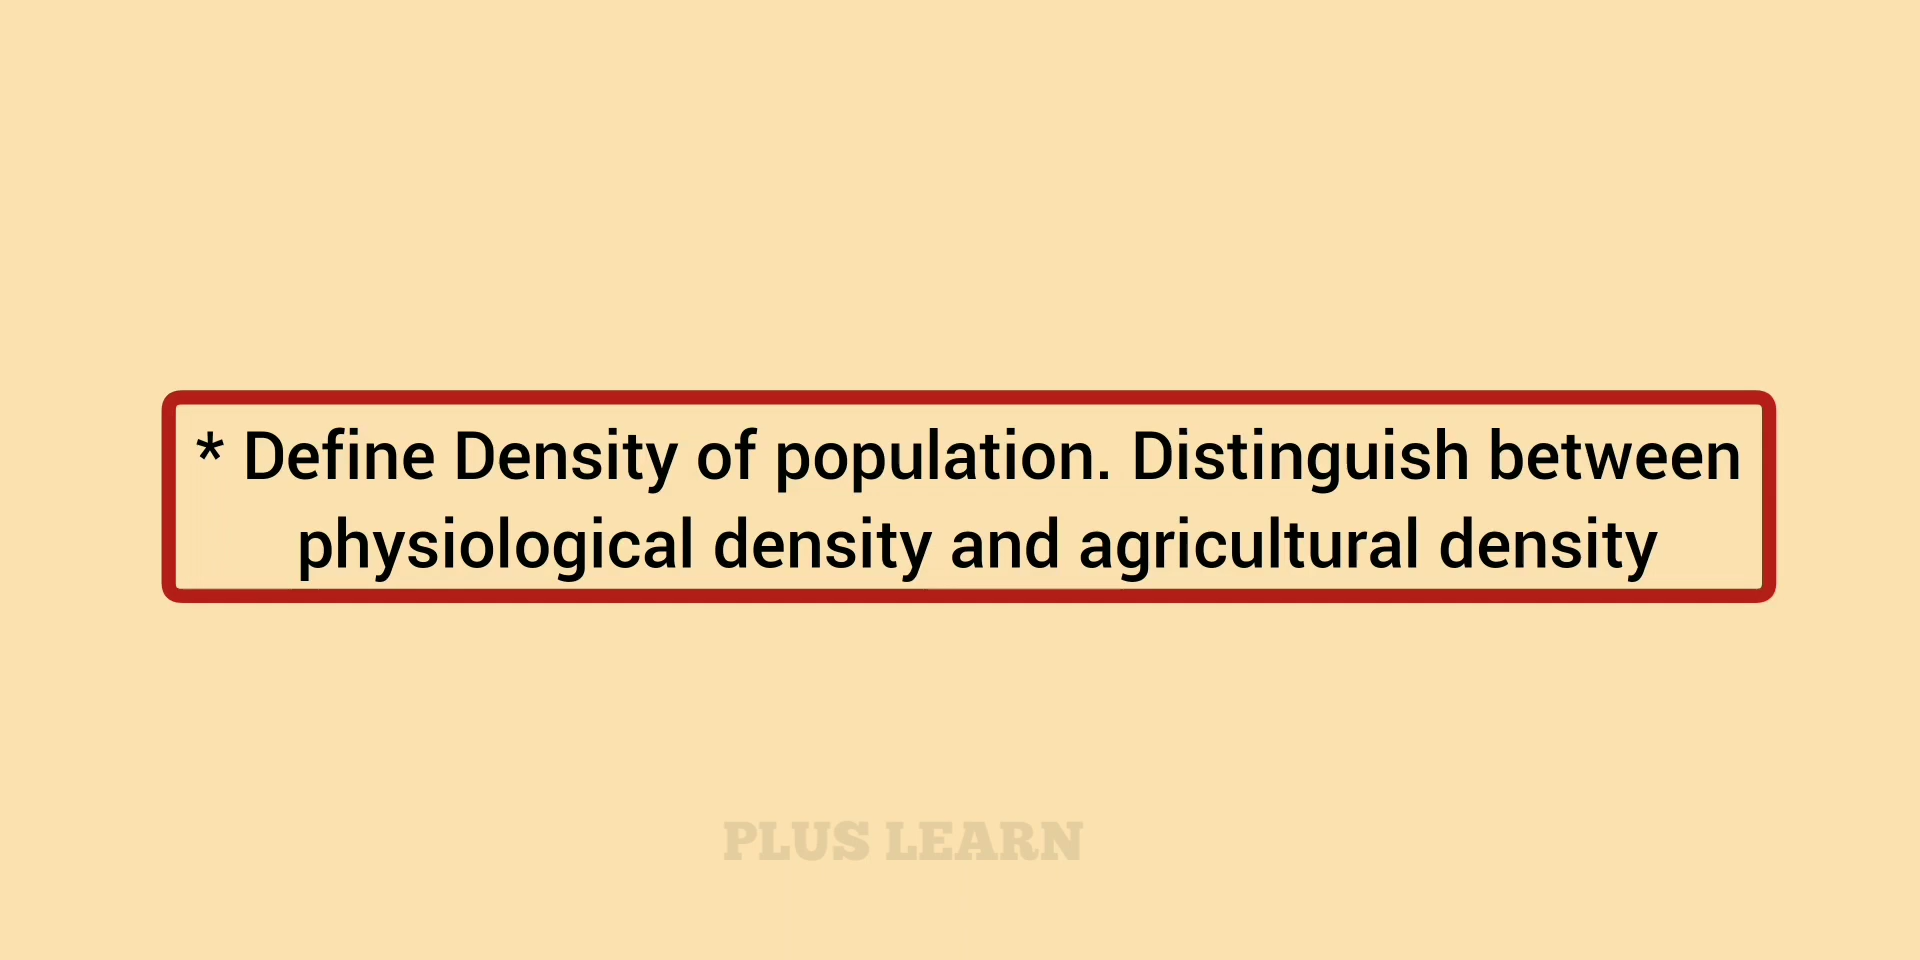 * Define Density of population. Distinguish between
physiological density and agricultural density
PLUS LEARN